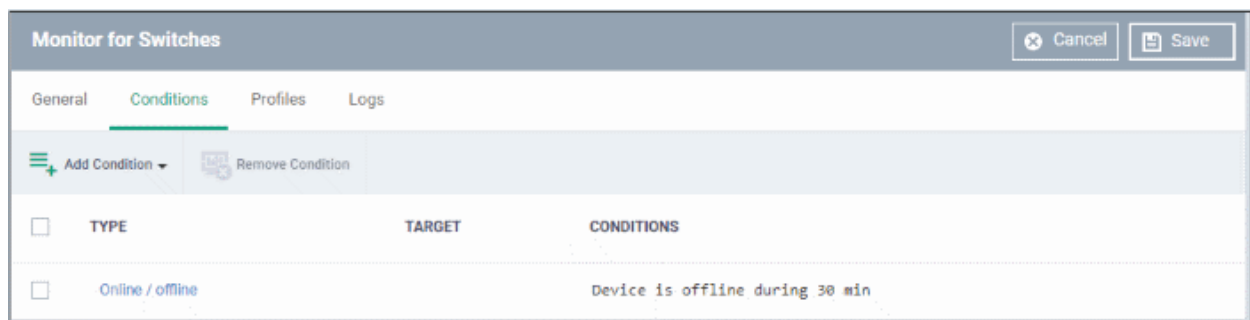 Monitor for Switches Cancel Save
General Conditions Profiles Logs
Add Condition Remove Condition
TYPE TARGET CONDITIONS
Online / offline Device is offline during 30 min